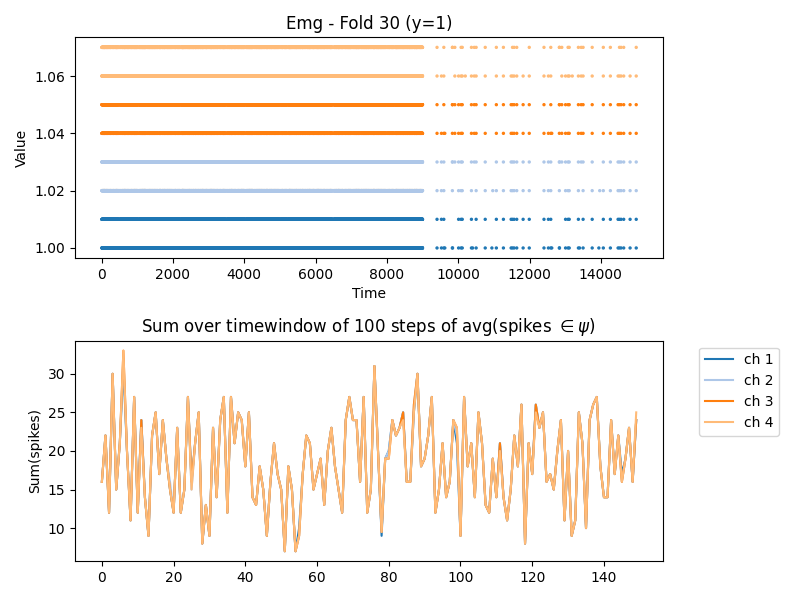 Emg - Fold 30 (y=1)
Value
1.06
1.04
1.02
1.00
0 2000 4000 6000 8000 10000 12000 14000
Time
Sum over timewindow of 100 steps of avg(spikes ∈ψ)
Sum(spikes)
30
25
20
15
10
0 20 40 60 80 100 120 140
ch 1
ch 2
ch 3
ch 4